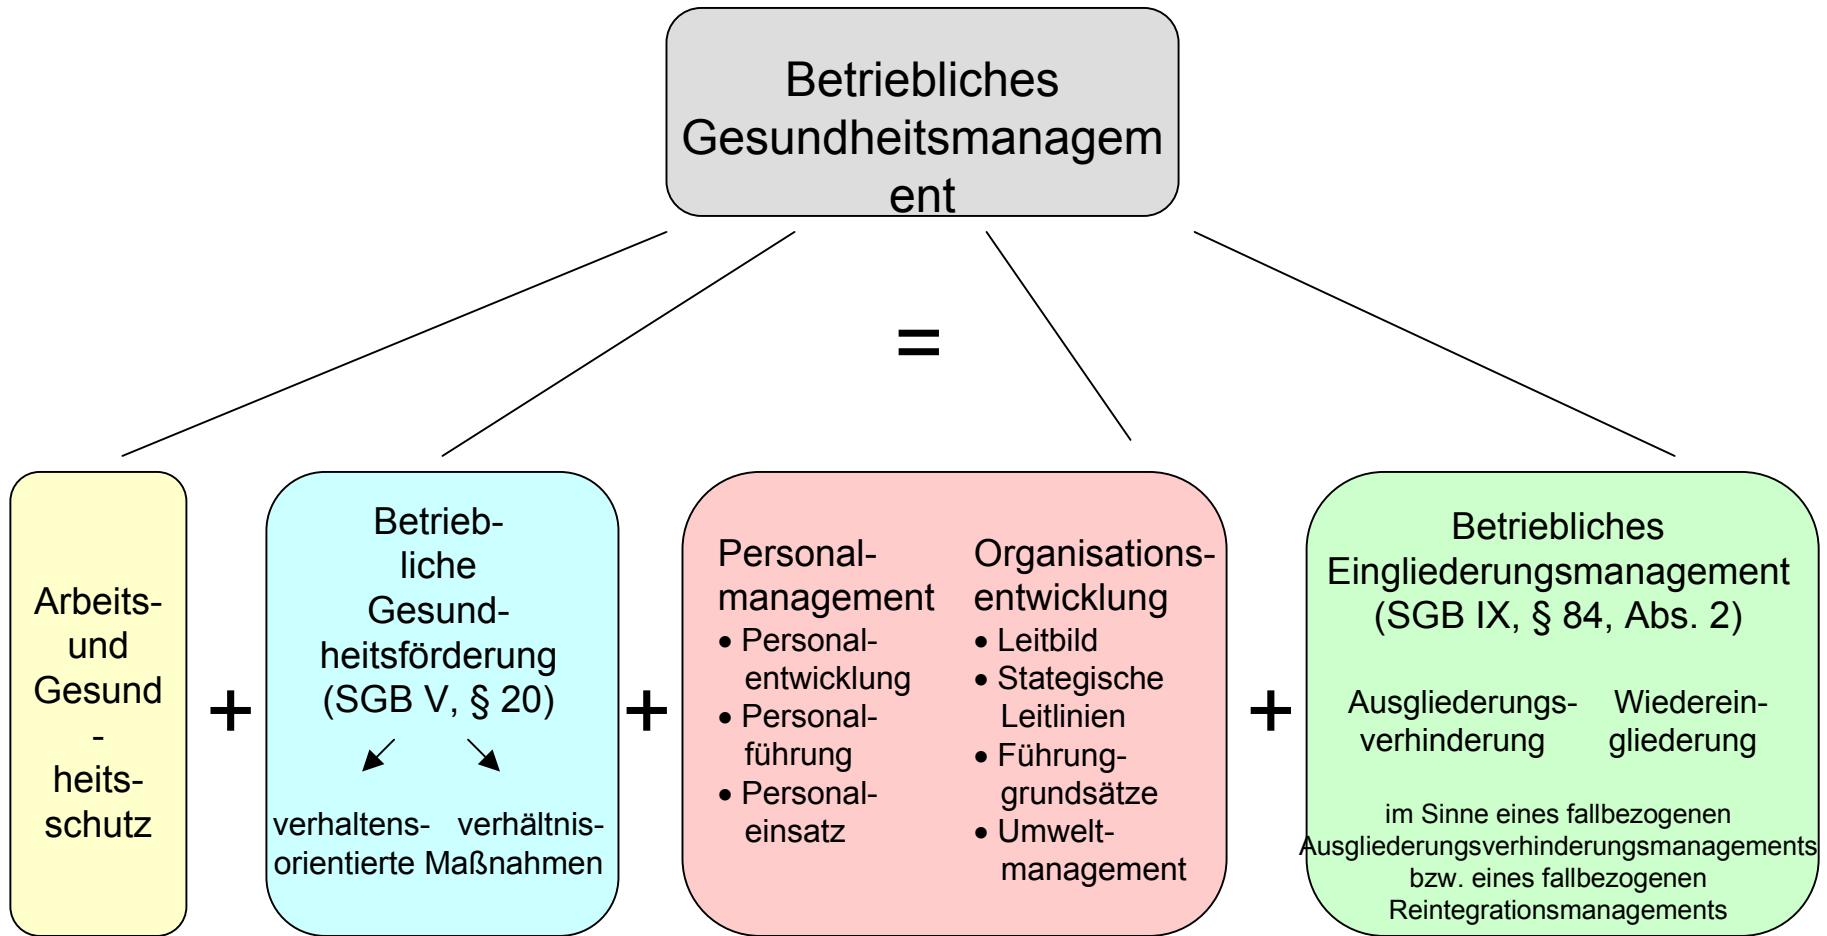 Betriebliches
Gesundheitsmanagem
ent
=
Arbeits-
und
Gesund
-
heits-
schutz
+
Betrieb-
liche
Gesund-
heitsförderung
(SGB V, § 20)
verhaltens- verhältnis-
orientierte Maßnahmen
+
Personal-
management
• Personal-
entwicklung
• Personal-
führung
• Personal-
einsatz
Organisations-
entwicklung
• Leitbild
• Stategische
Leitlinien
• Führung-
grundsätze
• Umwelt-
management
+
Betriebliches
Eingliederungsmanagement
(SGB IX, § 84, Abs. 2)
Ausgliederungs-
verhinderung
Wiederein-
gliederung
im Sinne eines fallbezogenen
Ausgliederungsverhinderungsmanagements
bzw. eines fallbezogenen
Reintegrationsmanagements